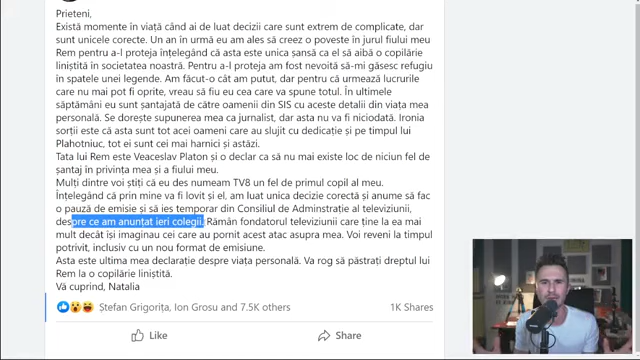 Prieteni,
Există momente în viață când ai de luat decizii care sunt extrem de complicate, dar
sunt unicele corecte. Un an în urmă eu am ales să creez o poveste în jurul fiului meu
Rem pentru a-l proteja înțelegând că asta este unica șansă ca el să aibă o copilărie
liniștită în societatea noastră. Pentru a-l proteja am fost nevoită să-mi găsesc refugiu
în spatele unei legende. Am făcut-o cât am putut, dar pentru că urmează lucrurile
care nu mai pot fi oprite, vreau să fiu eu cea care va spune totul. În ultimele
săptămâni eu sunt șantajată de către oamenii din SIS cu aceste detalii din viața mea
personală. Se dorește supunerea mea ca jurnalist, dar asta nu va fi niciodată. Ironia
sorții este că asta sunt tot acei oameni care au slujit cu dedicație și pe timpul lui
Plahotniuc, tot ei sunt cei mai harnici și astăzi.
Tata lui Rem este Veaceslav Platon și o declar ca să nu mai existe loc de niciun fel de
șantaj în privința mea și a fiului meu.
Mulți dintre voi știți că eu des numeam TV8 un fel de primul copil al meu.
Înțelegând că prin mine va fi lovit și el, am luat unica decizie corectă și anume să fac
o pauză de emisie și să ies temporar din Consiliul de Adminstrație al televiziunii,
despre ce am anunțat ieri colegii. Rămân fondatorul televiziunii care ține la ea mai
mult decât își imaginau cei care au pornit acest atac asupra mea. Voi reveni la timpul
potrivit, inclusiv cu un nou format de emisiune.
Asta este ultima mea declarație despre viața personală. Va rog să păstrați dreptul lui
Rem la o copilărie liniștită.
Vă cuprind, Natalia
Ștefan Grigorița, Ion Grosu and 7.5K others
1K Shares
Like
Share